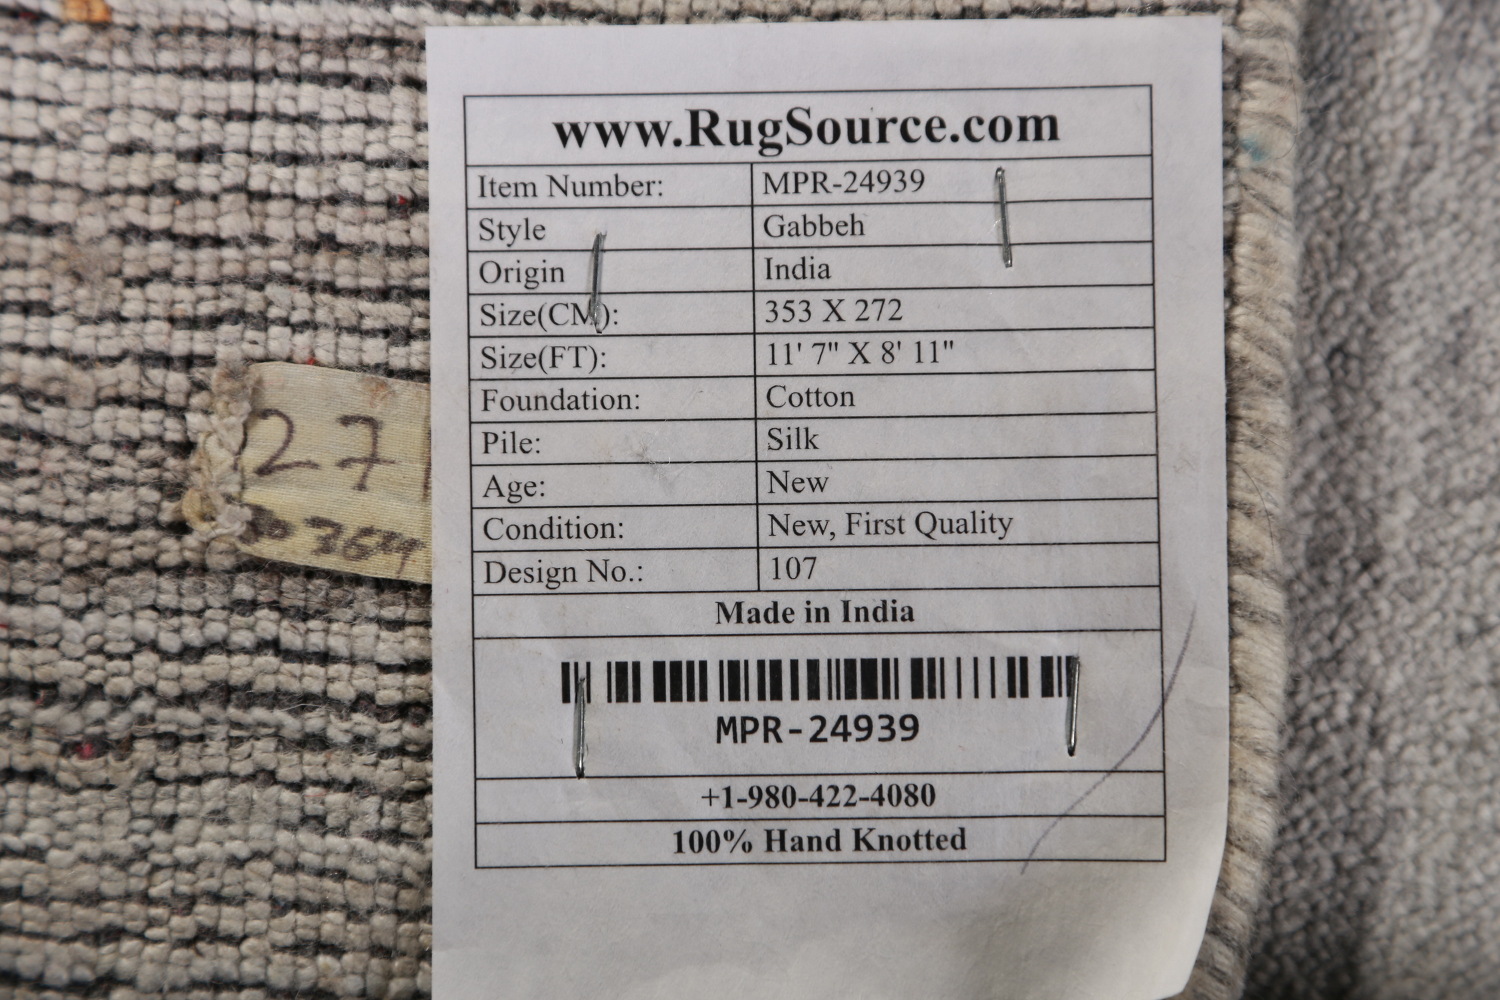 www.RugSource.com
Item Number: MPR-24939
Style Gabbeh
Origin India
Size(CM): 353 X 272
Size(FT): 11' 7" X 8' 11"
Foundation: Cotton
Pile: Silk
Age: New
Condition: New, First Quality
Design No.: 107
Made in India
MPR-24939
+1-980-422-4080
100% Hand Knotted
27